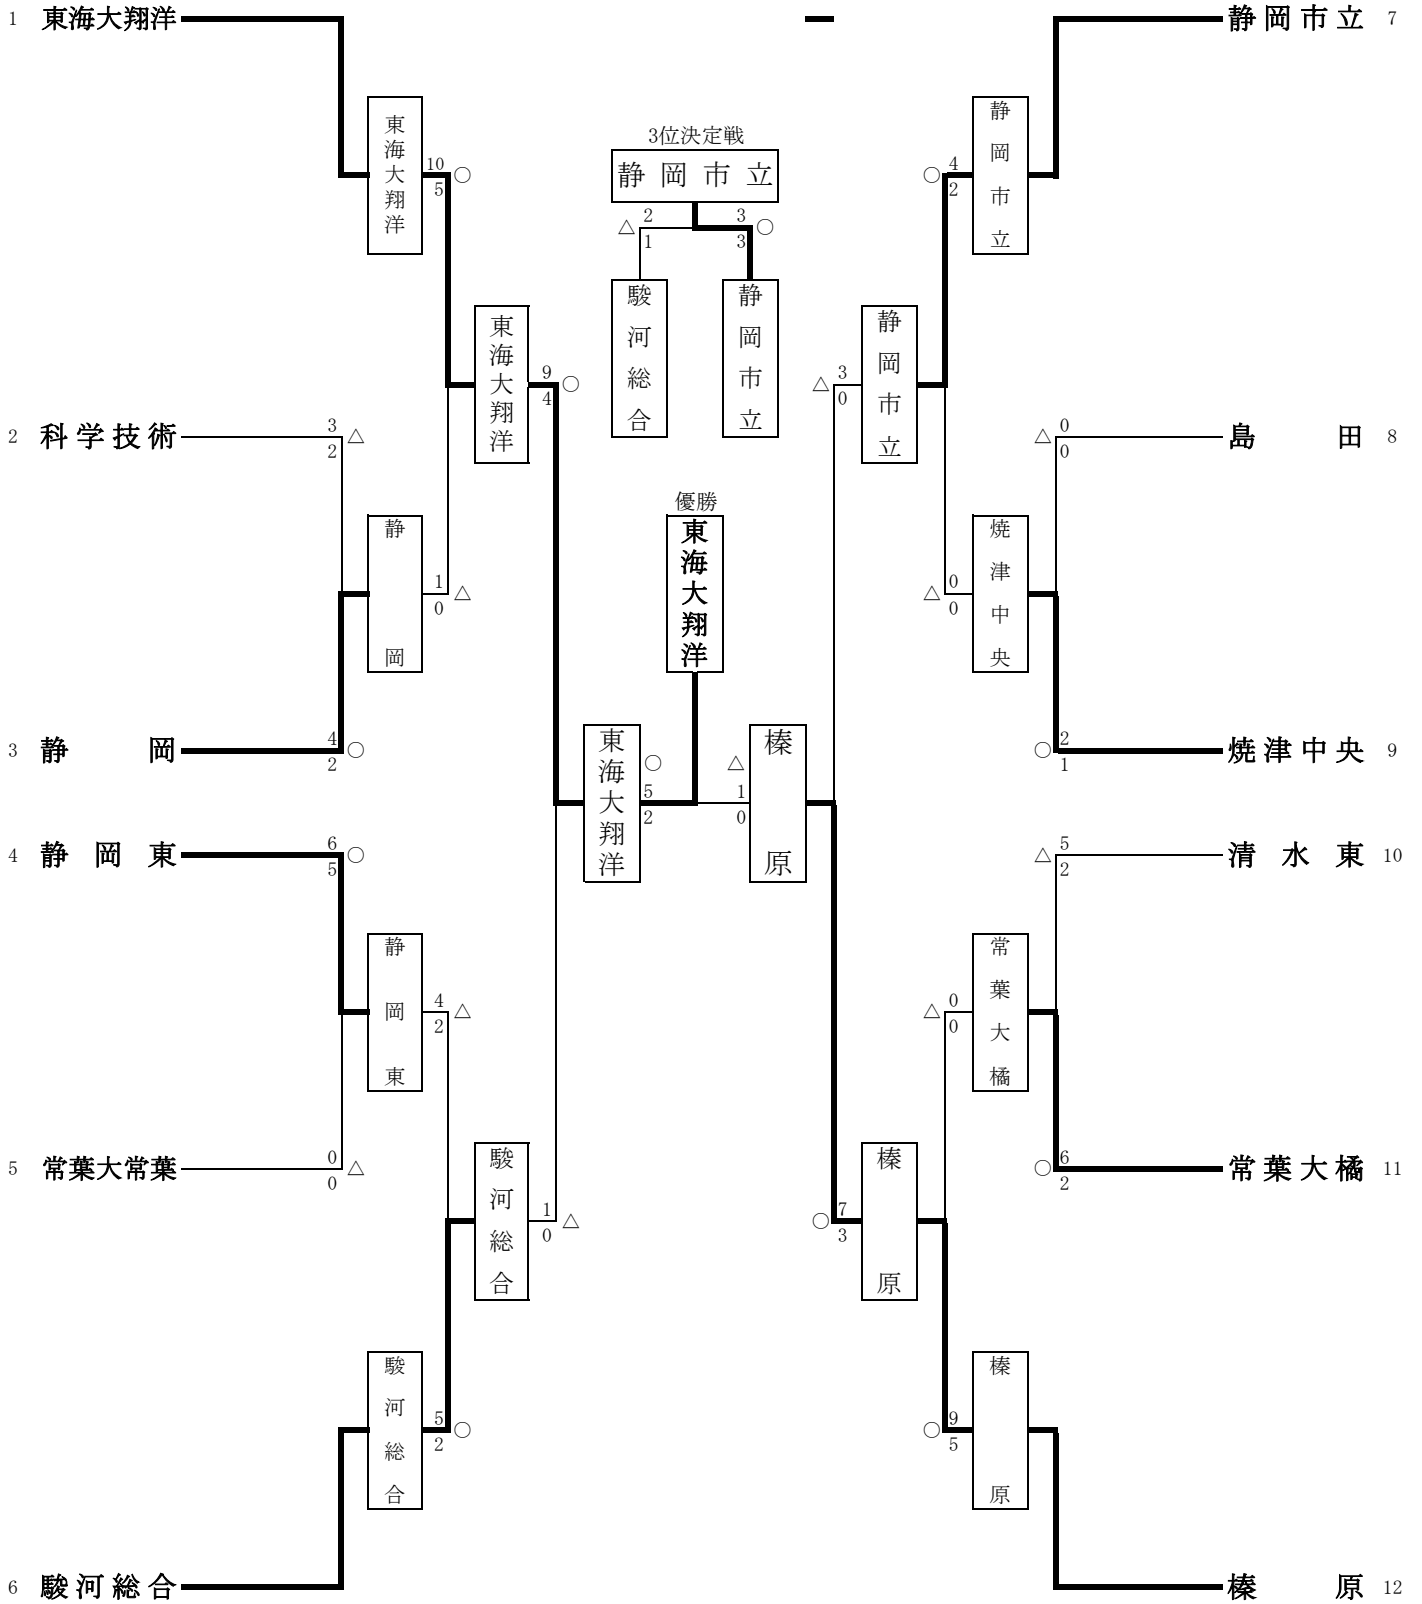 1 東海大翔洋
静岡市立 7
東海大翔洋
10
5
○
3位決定戦
静岡市立
△
2
1
3
3
○
駿河総合
静岡市立
○
4
2
静岡市立
東海大翔洋
9
4
○
△
3
0
静岡市立
2 科学技術
3
2
△
△
0
0
島田 8
静岡
1
0
△
優勝
東海大翔洋
△
0
0
焼津中央
3 静岡
4
2
○
○
2
1
焼津中央 9
東海大翔洋
○
5
2
△
1
0
榛原
4 静岡東
6
5
○
△
5
2
清水東 10
静岡東
4
2
△
△
0
0
常葉大橘
5 常葉大常葉
0
0
△
○
6
2
常葉大橘 11
駿河総合
1
0
△
○
7
3
榛原
駿河総合
5
2
○
○
9
5
榛原
6 駿河総合
榛原 12